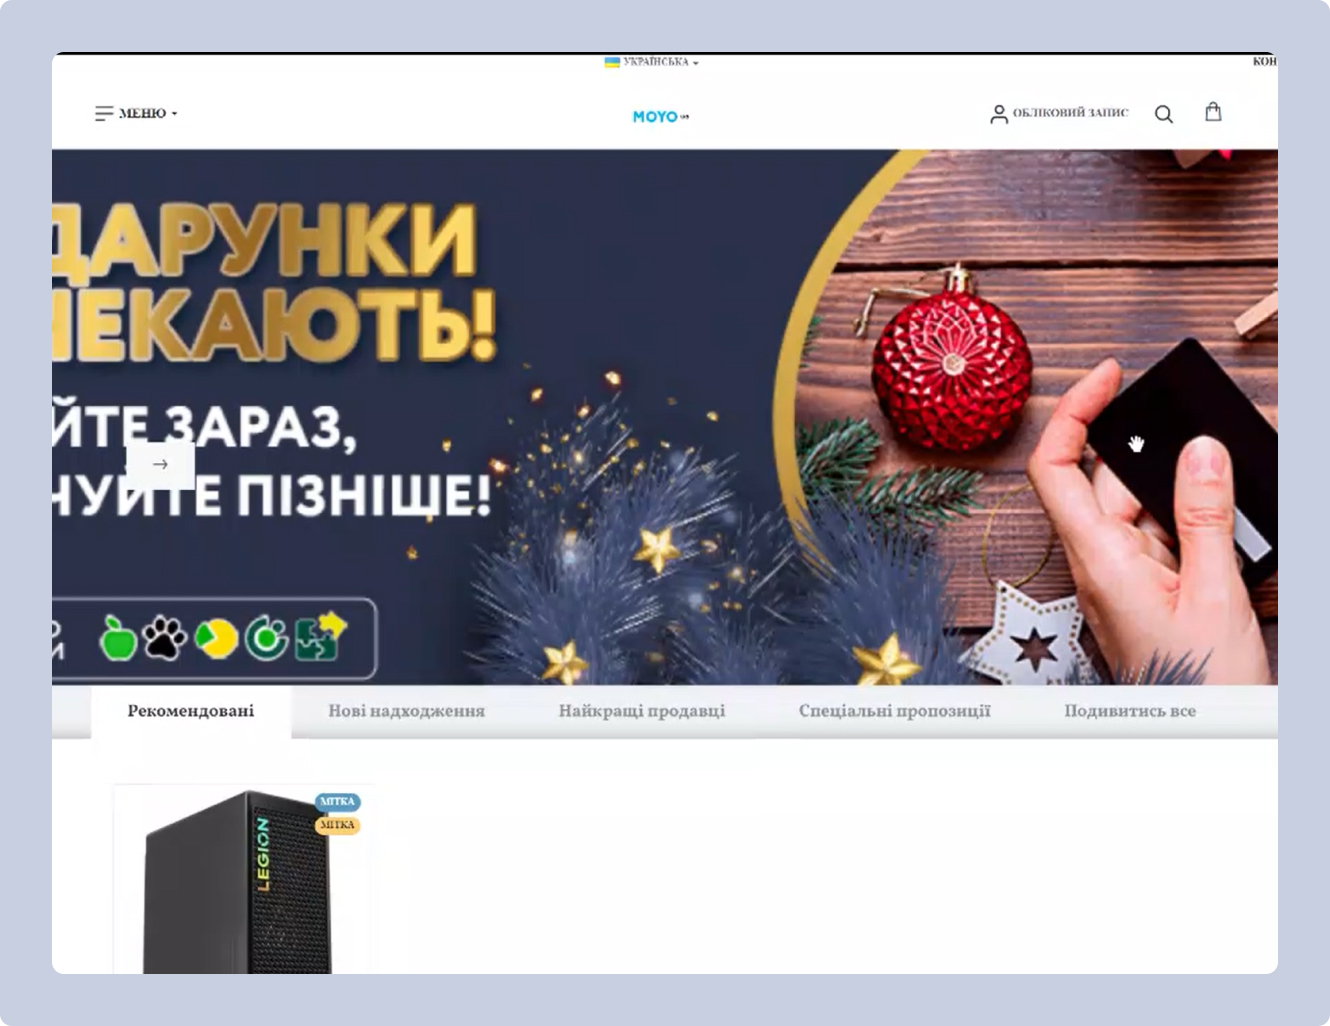 УКРАЇНСЬКА
КОН
МЕНЮ
MOYO
ОБЛІКОВИЙ ЗАПИС
ДАРУНКИ
ЧЕКАЮТЬ!
ЙТЕ ЗАРАЗ,
ЧУЙТЕ ПІЗНІШЕ!
Рекомендовані
Нові надходження
Найкращі продавці
Спеціальні пропозиції
Подивитись все
МІТКА
МІТКА
LEGION